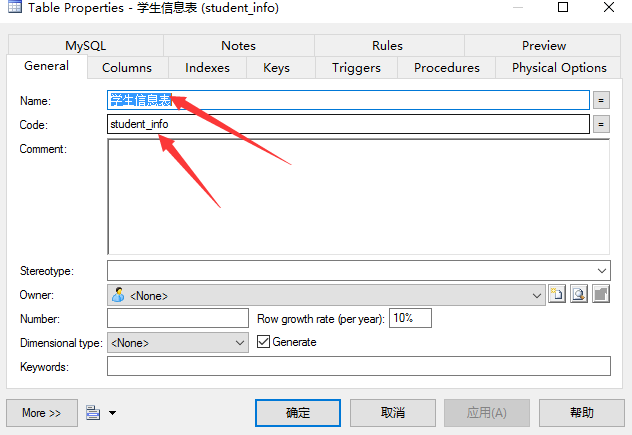 Table Properties - 学生信息表 (student_info)
MySQL Notes Rules Preview
General Columns Indexes Keys Triggers Procedures Physical Options
Name: 学生信息表 =
Code: student_info =
Comment:
Stereotype:
Owner: <None>
Number: Row growth rate (per year): 10%
Dimensional type: <None> Generate
Keywords:
More >> 确定 取消 应用(A) 帮助